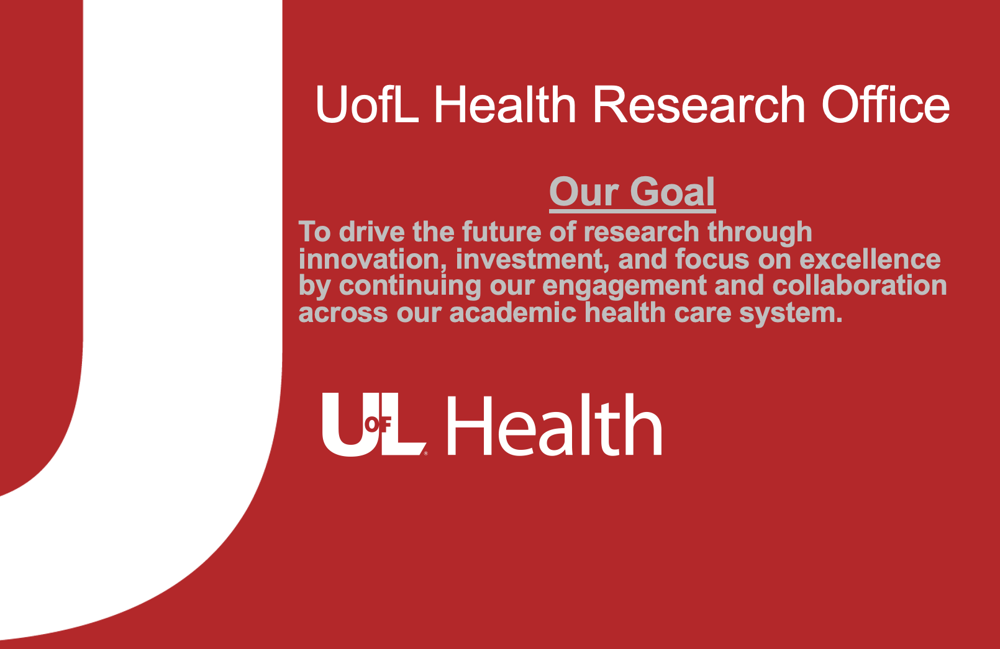 UofL Health Research Office
Our Goal
To drive the future of research through
innovation, investment, and focus on excellence
by continuing our engagement and collaboration
across our academic health care system.
UOFL® Health